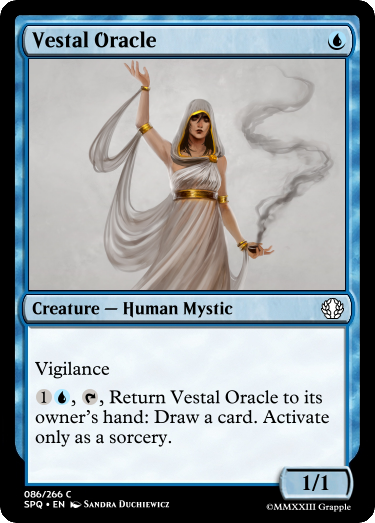 Vestal Oracle
Creature — Human Mystic
Vigilance
1, , Return Vestal Oracle to its
owner's hand: Draw a card. Activate
only as a sorcery.
1/1
086/266 C
SPQ • EN Sandra Duchiewicz
©MMXXIII Grapple